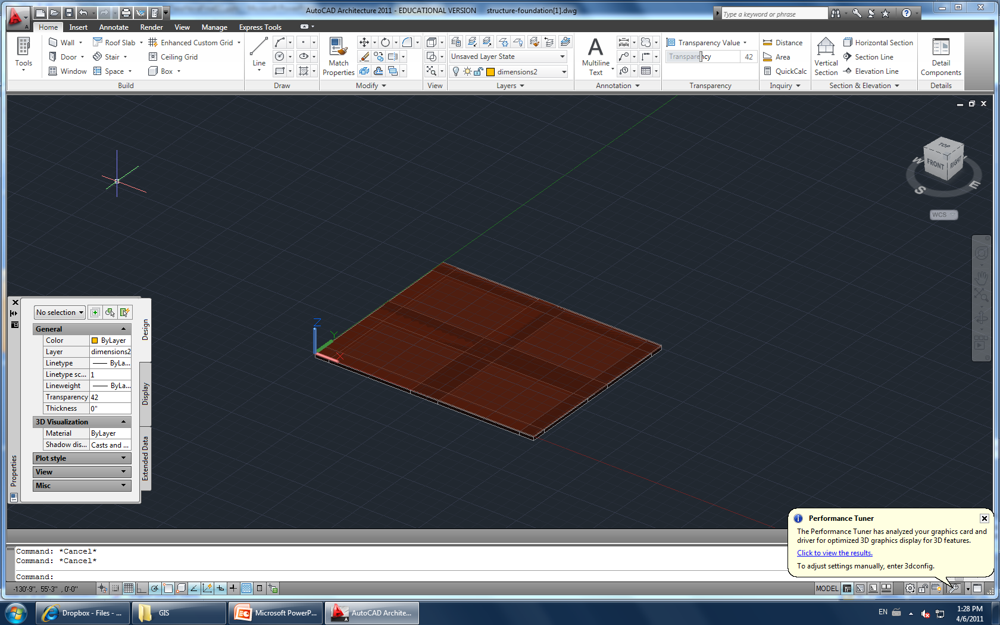 AutoCAD Architecture 2011 - EDUCATIONAL VERSION structure-foundation[1].dwg
Type a keyword or phrase
Home Insert Annotate Render View Manage Express Tools
Wall Roof Slab Enhanced Custom Grid
Door Stair Ceiling Grid
Window Space Box
Tools
Build
Line
Draw
Match
Properties
Modify
View
Unsaved Layer State
dimensions2
Layers
Multiline
Text
Annotation
Transparency Value
Transparency 42
Transparency
Distance
Area
QuickCalc
Inquiry
Vertical
Section
Horizontal Section
Section Line
Elevation Line
Section & Elevation
Detail
Components
Details
TOP
FRONT RIGHT
W
S E
WCS
Z
Y
X
No selection
General
Color ByLayer
Layer dimensions2
Linetype ByLa...
Linetype sc... 1
Lineweight ByLa...
Transparency 42
Thickness 0"
3D Visualization
Material ByLayer
Shadow dis... Casts and ...
Plot style
View
Misc
Design
Display
Extended Data
Properties
Performance Tuner
The Performance Tuner has analyzed your graphics card and
driver for optimized 3D graphics display for 3D features.
Click to view the results.
To adjust settings manually, enter 3dconfig.
Command: *Cancel*
Command: *Cancel*
Command:
-130'-9", 55'-3" , 0'-0"
MODEL
Dropbox - Files - ...
GIS
Microsoft PowerP...
AutoCAD Archite...
EN
1:28 PM
4/6/2011